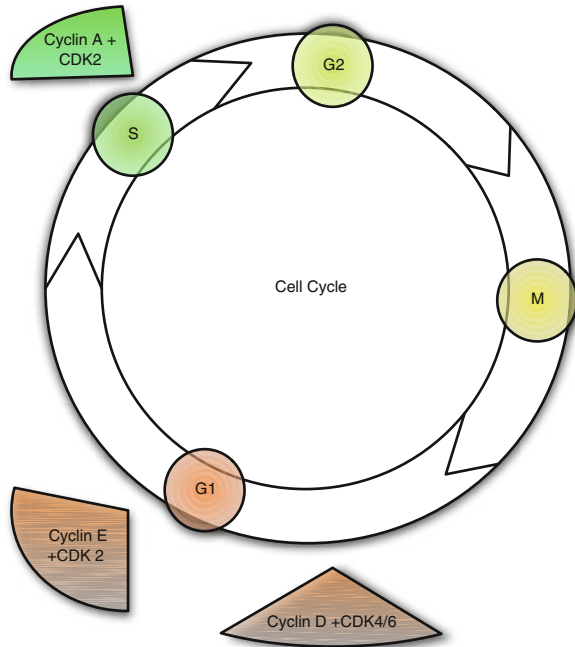 Cyclin A +
CDK2
G2
S
Cell Cycle
M
G1
Cyclin E
+CDK 2
Cyclin D +CDK4/6